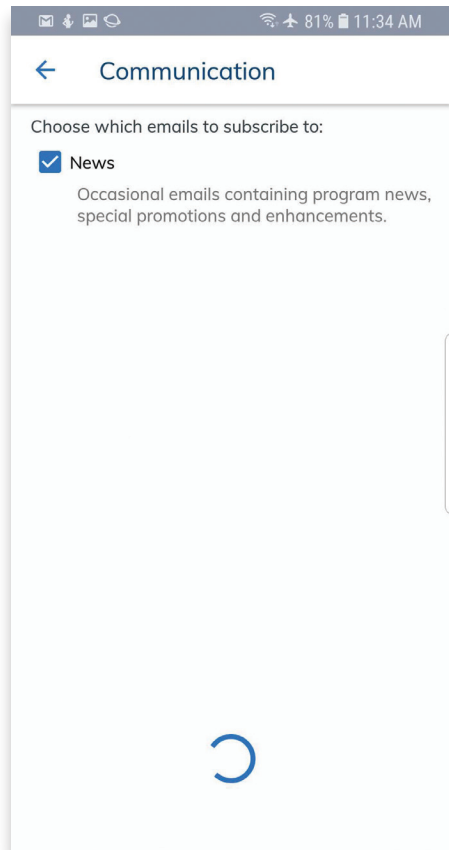 81% 11:34 AM
Communication
Choose which emails to subscribe to:
News
Occasional emails containing program news,
special promotions and enhancements.